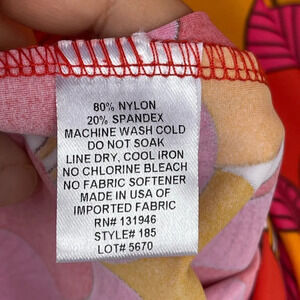 80% NYLON
20% SPANDEX
MACHINE WASH COLD
DO NOT SOAK
LINE DRY, COOL IRON
NO CHLORINE BLEACH
NO FABRIC SOFTENER
MADE IN USA OF
IMPORTED FABRIC
RN# 131946
STYLE# 185
LOT# 5670